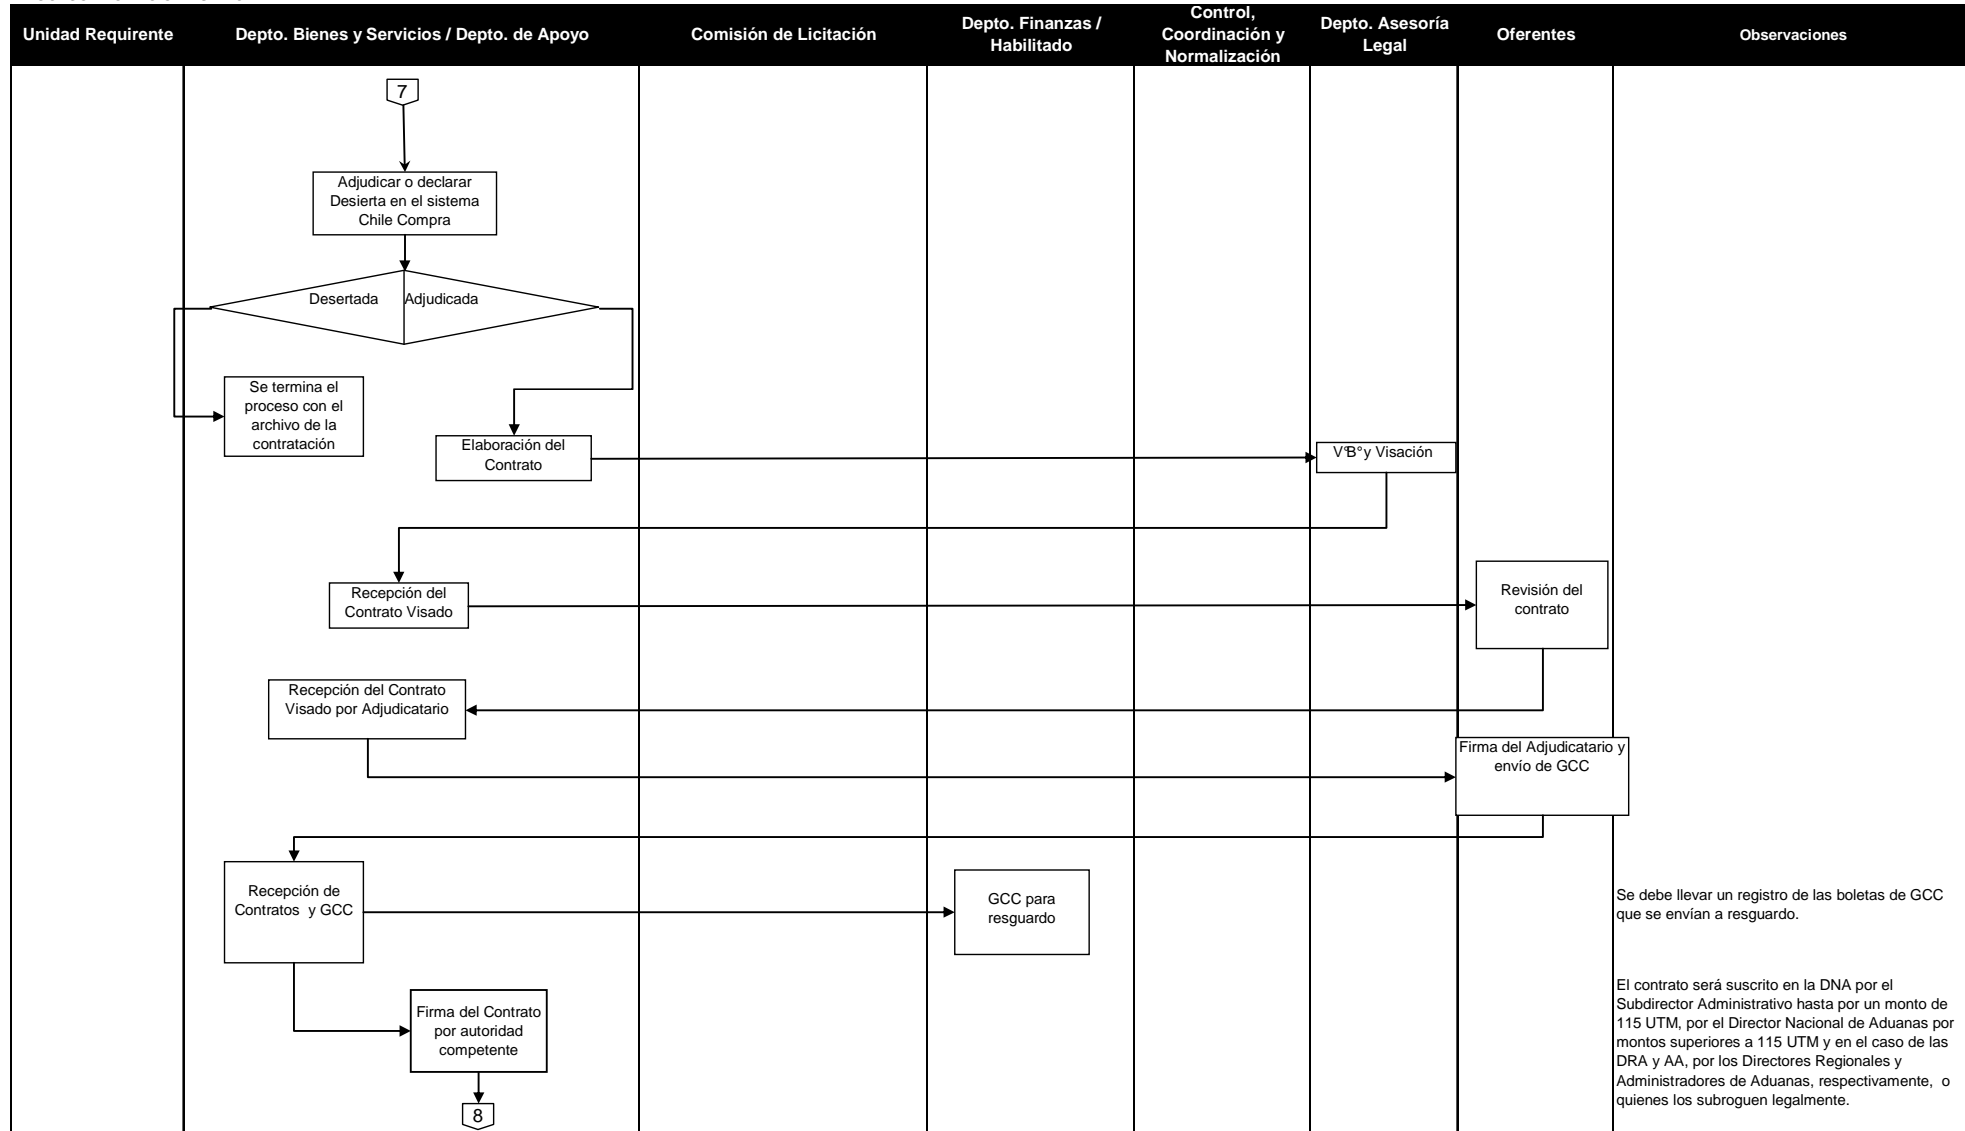 Unidad Requirente
Depto. Bienes y Servicios / Depto. de Apoyo
Comisión de Licitación
Depto. Finanzas /
Habilitado
Control,
Coordinación y
Normalización
Depto. Asesoría
Legal
Oferentes
Observaciones
7
Adjudicar o declarar
Desierta en el sistema
Chile Compra
Desertada
Adjudicada
Se termina el
proceso con el
archivo de la
contratación
Elaboración del
Contrato
V°B° y Visación
Recepción del
Contrato Visado
Revisión del
contrato
Recepción del Contrato
Visado por Adjudicatario
Firma del Adjudicatario y
envío de GCC
Recepción de
Contratos y GCC
GCC para
resguardo
Se debe llevar un registro de las boletas de GCC
que se envían a resguardo.
Firma del Contrato
por autoridad
competente
El contrato será suscrito en la DNA por el
Subdirector Administrativo hasta por un monto de
115 UTM, por el Director Nacional de Aduanas por
montos superiores a 115 UTM y en el caso de las
DRA y AA, por los Directores Regionales y
Administradores de Aduanas, respectivamente, o
quienes los subroguen legalmente.
8